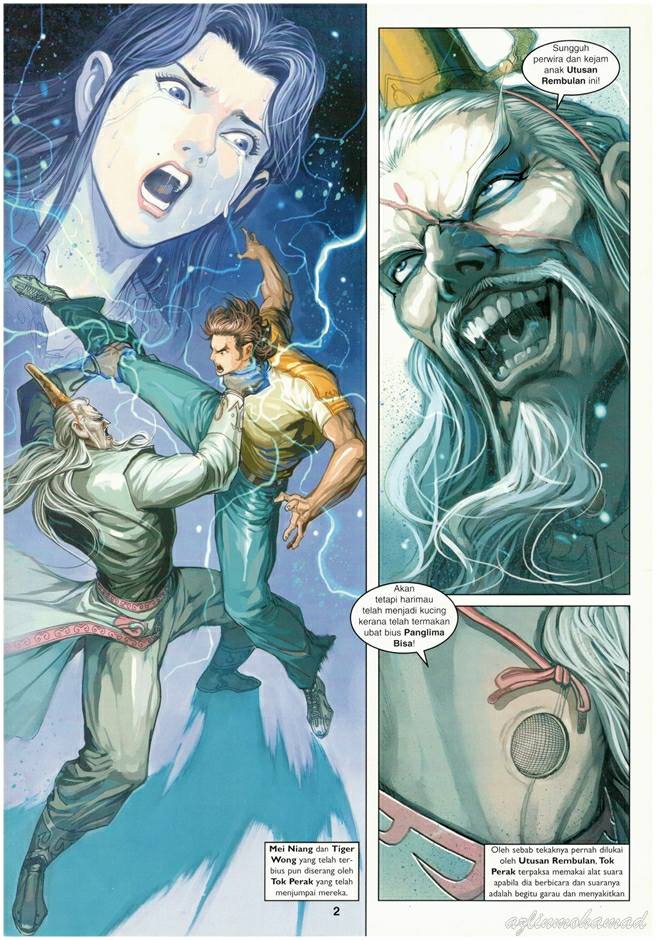 Mei Niang dan Tiger
Wong yang telah ter-
bius pun diserang oleh
Tok Perak yang telah
menjumpai mereka.
2
Sungguh
perwira dan kejam
anak Utusan
Rembulan ini!
Akan
tetapi harimau
telah menjadi kucing
kerana telah termakan
ubat bius Panglima
Bisa!
Oleh sebab tekaknya pernah dilukai
oleh Utusan Rembulan, Tok
Perak terpaksa memakai alat suara
apabila dia berbicara dan suaranya
adalah begitu garau dan menyakitkan
azlinmohamad